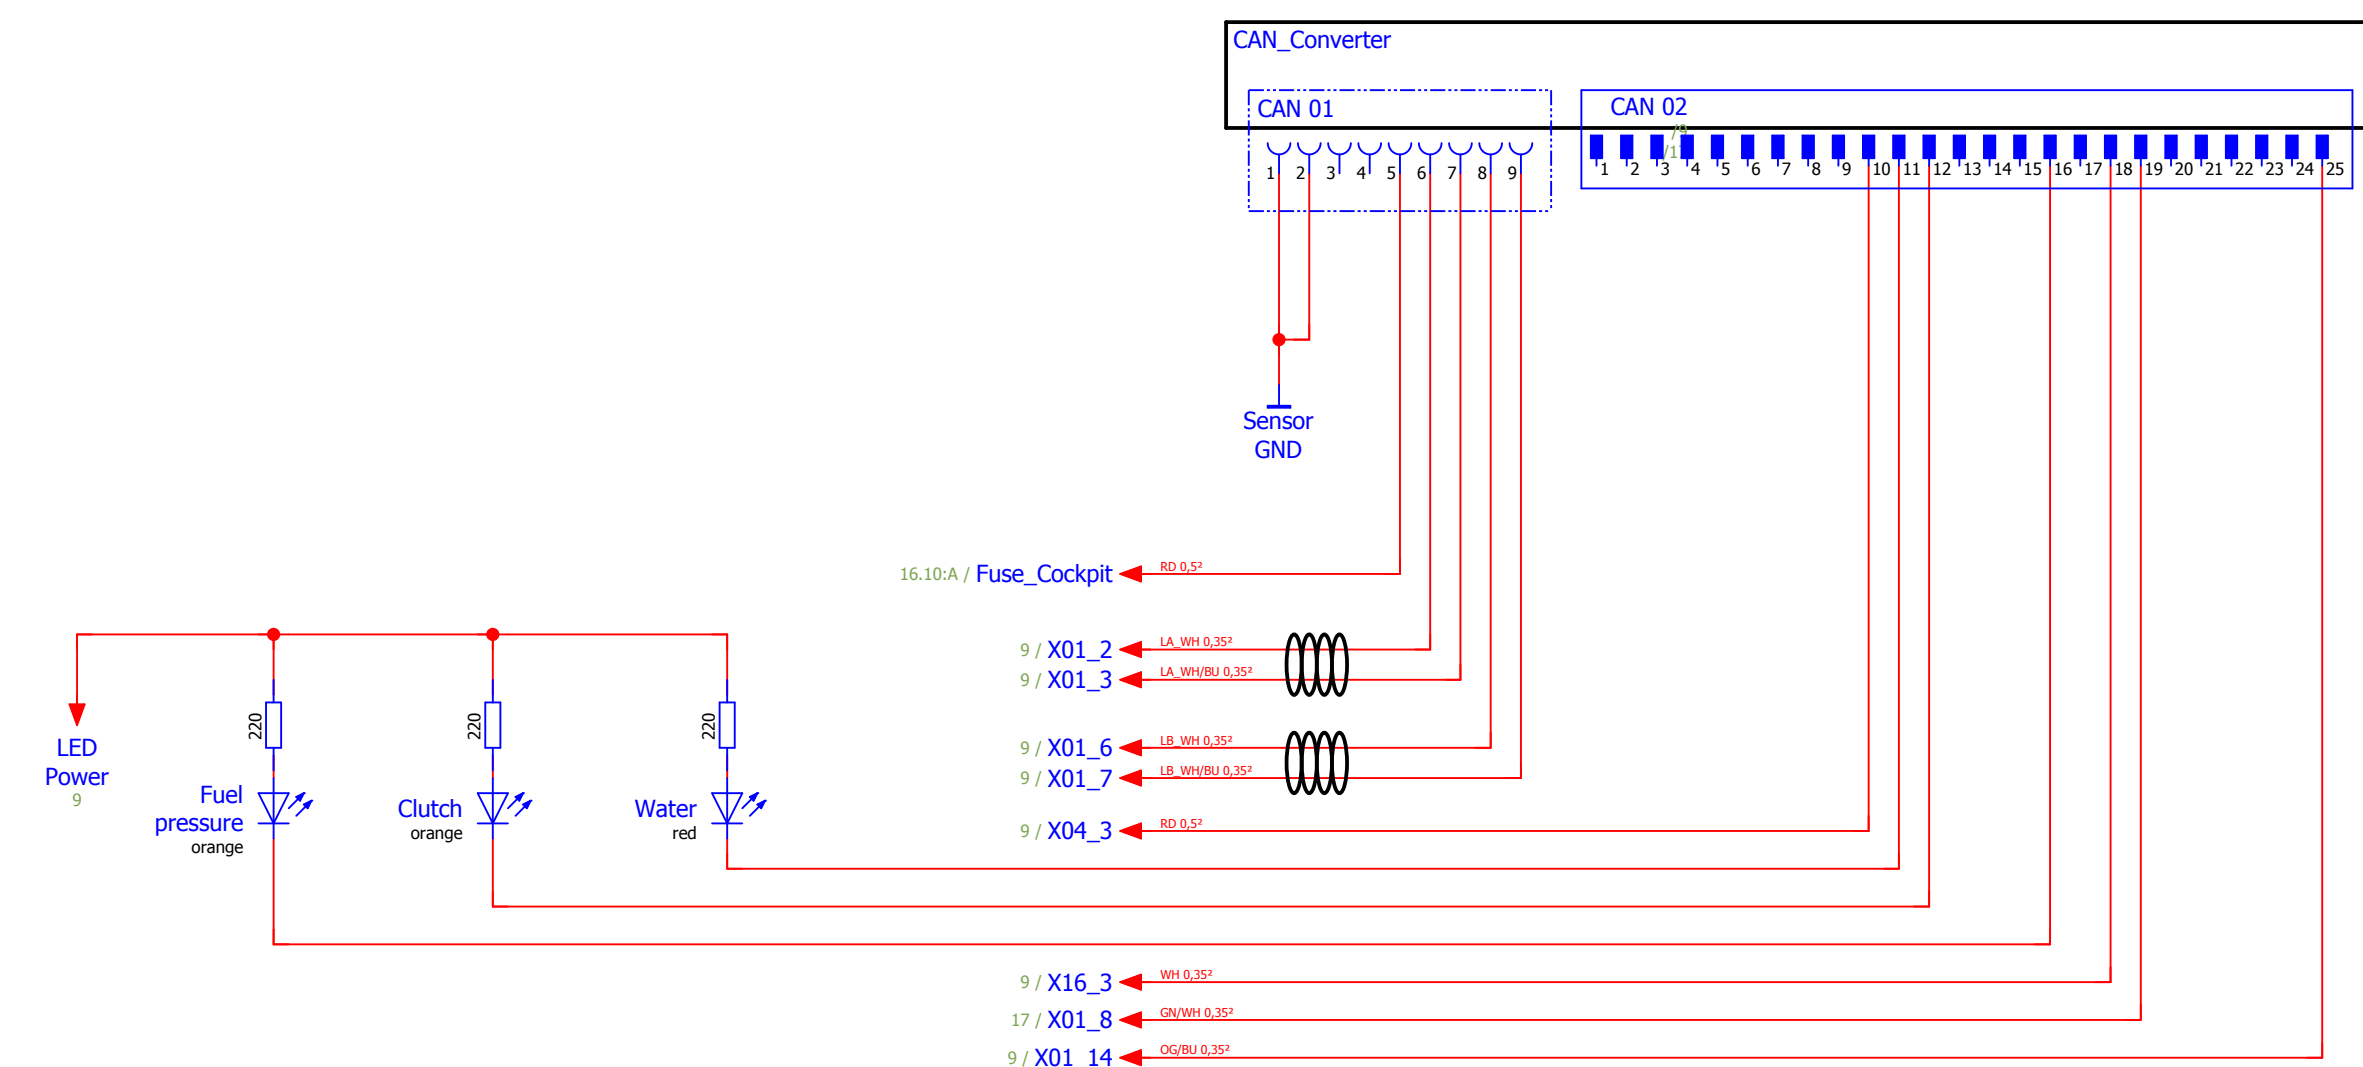 CAN_Converter
CAN 01
CAN 02
/9
1 2 3 4 5 6 7 8 9
1 2 3 4 5 6 7 8 9 10 11 12 13 14 15 16 17 18 19 20 21 22 23 24 25
Sensor
GND
16.10:A / Fuse_Cockpit RD 0,5²
9 / X01_2 LA_WH 0,35²
9 / X01_3 LA_WH/BU 0,35²
220
220
220
LED
Power
9
9 / X01_6 LB_WH 0,35²
9 / X01_7 LB_WH/BU 0,35²
Fuel
pressure
orange
Clutch
orange
Water
red
9 / X04_3 RD 0,5²
9 / X16_3 WH 0,35²
17 / X01_8 GN/WH 0,35²
9 / X01_14 OG/BU 0,35²